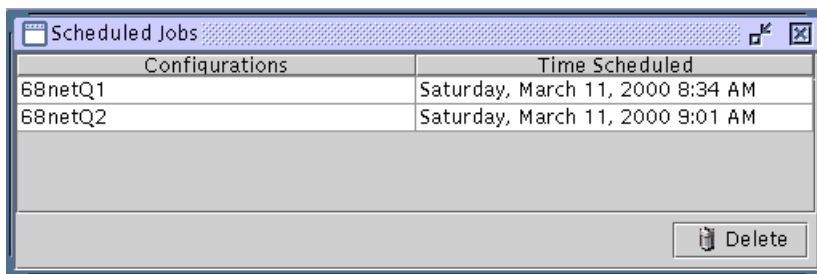 Scheduled Jobs
Configurations Time Scheduled
68netQ1 Saturday, March 11, 2000 8:34 AM
68netQ2 Saturday, March 11, 2000 9:01 AM
Delete